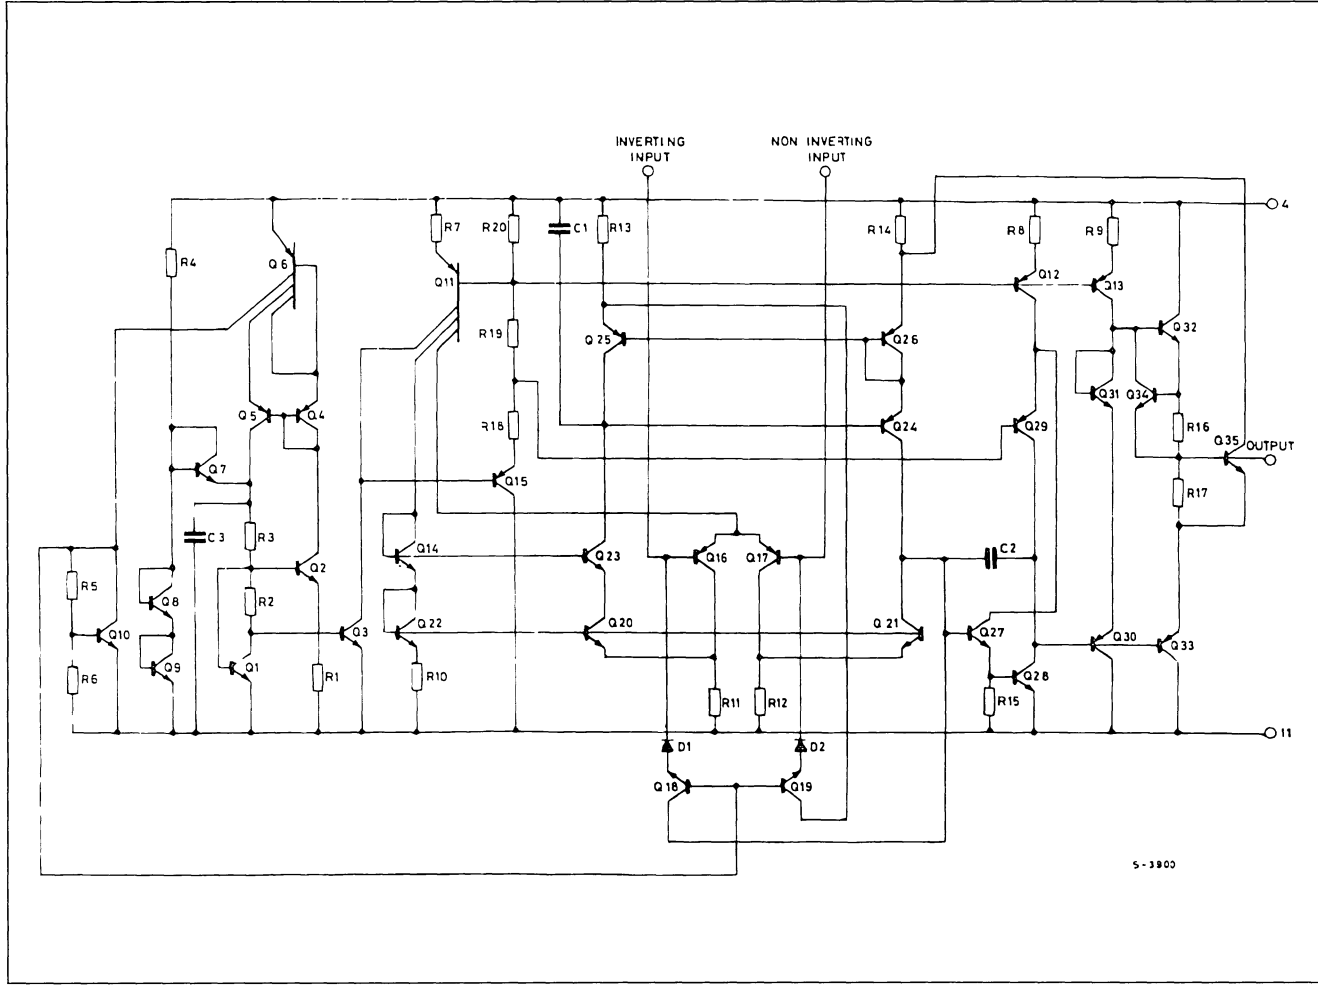 INVERTING
INPUT
NON INVERTING
INPUT
4
R4
Q6
R7
R20
C1
R13
R14
R8
R9
Q11
Q12
Q13
R19
Q25
Q26
Q32
Q5
Q4
R18
Q24
Q29
Q31
Q34
R16
Q35
OUTPUT
Q7
Q15
R17
C3
R3
Q14
Q23
Q16
Q17
C2
R5
Q8
R2
Q2
Q10
Q3
Q22
Q20
Q21
Q27
Q30
Q33
R6
Q9
Q1
R1
R10
R11
R12
R15
Q28
11
D1
D2
Q18
Q19
S-3900